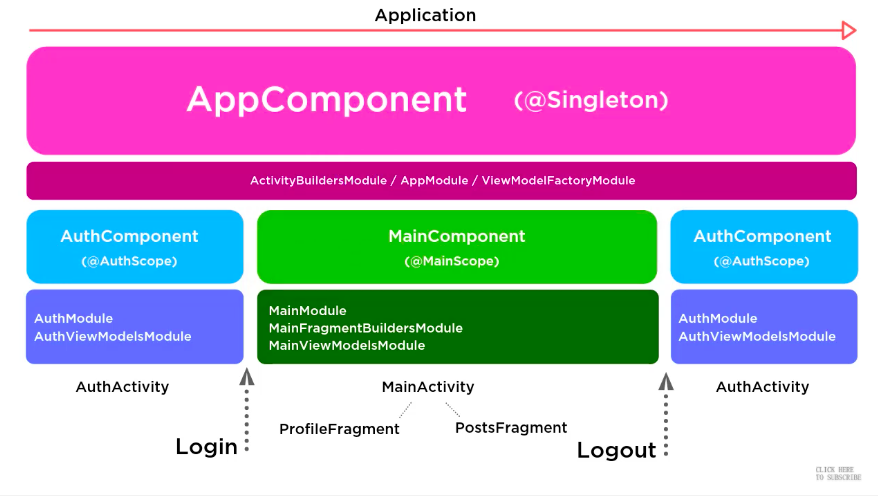 Application
AppComponent (@Singleton)
ActivityBuildersModule / AppModule / ViewModelFactoryModule
AuthComponent
(@AuthScope)
MainComponent
(@MainScope)
AuthComponent
(@AuthScope)
AuthModule
AuthViewModelsModule
MainModule
MainFragmentBuildersModule
MainViewModelsModule
AuthModule
AuthViewModelsModule
AuthActivity
MainActivity
AuthActivity
ProfileFragment
PostsFragment
Login
Logout
CLICK HERE
TO SUBSCRIBE